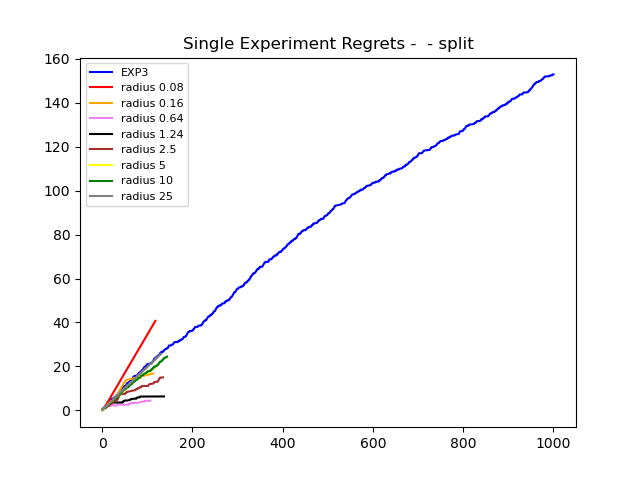 Single Experiment Regrets -  - split
160
140
120
100
80
60
40
20
0
EXP3
radius 0.08
radius 0.16
radius 0.64
radius 1.24
radius 2.5
radius 5
radius 10
radius 25
0 200 400 600 800 1000